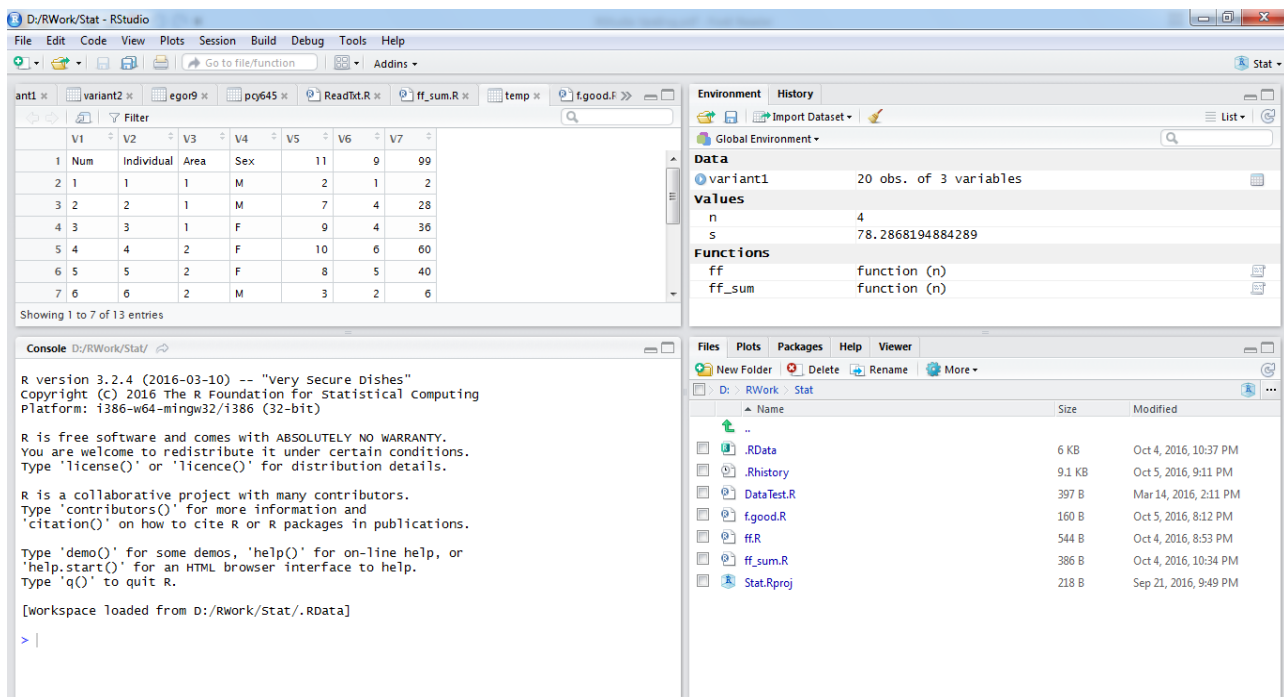 D:/RWork/Stat - RStudio
File Edit Code View Plots Session Build Debug Tools Help
Go to file/function Addins Stat
ant1 variant2 egor9 pcy645 ReadTxt.R ff_sum.R temp f.good.F
Filter
V1 V2 V3 V4 V5 V6 V7
1 Num Individual Area Sex 11 9 99
2 1 1 1 M 2 1 2
3 2 2 1 M 7 4 28
4 3 3 1 F 9 4 36
5 4 4 2 F 10 6 60
6 5 5 2 F 8 5 40
7 6 6 2 M 3 2 6
Showing 1 to 7 of 13 entries
Console D:/RWork/Stat/
R version 3.2.4 (2016-03-10) -- "Very Secure Dishes"
Copyright (C) 2016 The R Foundation for Statistical Computing
Platform: i386-w64-mingw32/i386 (32-bit)
R is free software and comes with ABSOLUTELY NO WARRANTY.
You are welcome to redistribute it under certain conditions.
Type 'license()' or 'licence()' for distribution details.
R is a collaborative project with many contributors.
Type 'contributors()' for more information and
'citation()' on how to cite R or R packages in publications.
Type 'demo()' for some demos, 'help()' for on-line help, or
'help.start()' for an HTML browser interface to help.
Type 'q()' to quit R.
[Workspace loaded from D:/RWork/Stat/.RData]
>
Environment History
Import Dataset List
Global Environment
Data
variant1 20 obs. of 3 variables
Values
n 4
s 78.2868194884289
Functions
ff function (n)
ff_sum function (n)
Files Plots Packages Help Viewer
New Folder Delete Rename More
D: RWork Stat
Name Size Modified
..
.RData 6 KB Oct 4, 2016, 10:37 PM
.Rhistory 9.1 KB Oct 5, 2016, 9:11 PM
DataTest.R 397 B Mar 14, 2016, 2:11 PM
f.good.R 160 B Oct 5, 2016, 8:12 PM
ff.R 544 B Oct 4, 2016, 8:53 PM
ff_sum.R 386 B Oct 4, 2016, 10:34 PM
Stat.Rproj 218 B Sep 21, 2016, 9:49 PM